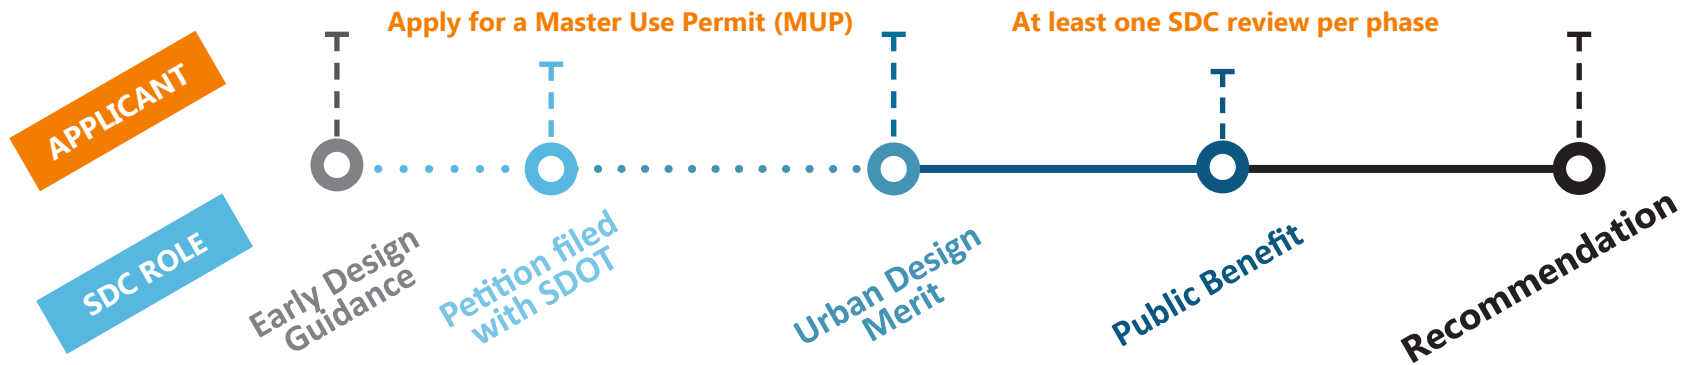 Apply for a Master Use Permit (MUP)
At least one SDC review per phase
APPLICANT
SDC ROLE
Early Design
Guidance
Petition filed
with SDOT
Urban Design
Merit
Public Benefit
Recommendation